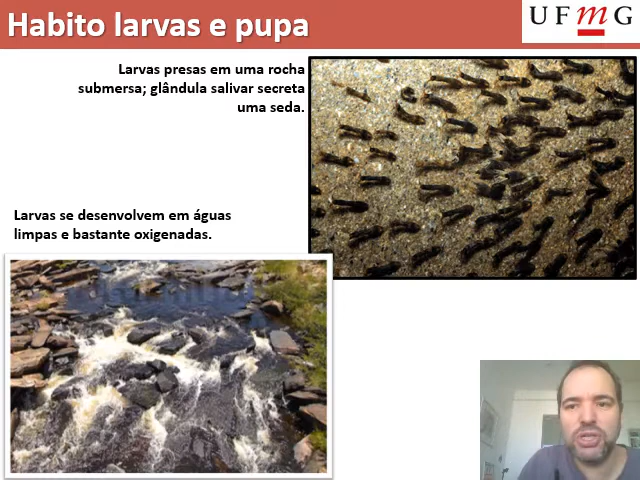 Habito larvas e pupa
UFmG
Larvas presas em uma rocha
submersa; glândula salivar secreta
uma seda.
Larvas se desenvolvem em águas
limpas e bastante oxigenadas.